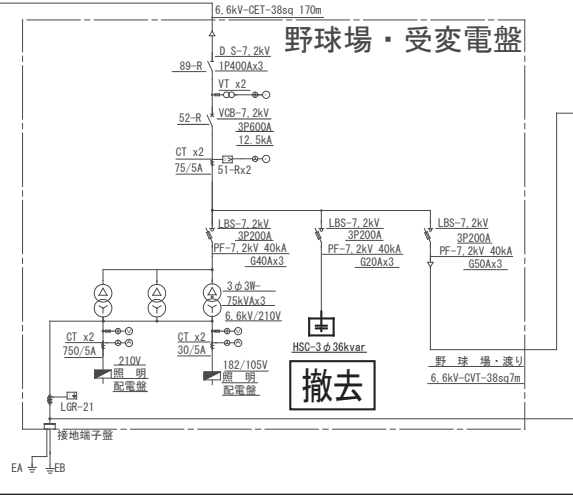 6.6kV-CET-38sq 170m
野球場・受変電盤
D S-7.2kV
89-R
1P400Ax3
VT x2
52-R
VCB-7.2kV
3P600A
12.5kA
CT x2
75/5A
51-Rx2
LBS-7.2kV
3P200A
PF-7.2kV 40kA
G40Ax3
LBS-7.2kV
3P200A
PF-7.2kV 40kA
G20Ax3
LBS-7.2kV
3P200A
PF-7.2kV 40kA
G50Ax3
3φ3W-
75kVAx3
6.6kV/210V
CT x2
750/5A
CT x2
30/5A
210V
照 明
配電盤
182/105V
照 明
配電盤
HSC-3φ36kvar
撤去
野 球 場・渡り
6.6kV-CVT-38sq7m
LGR-21
接地端子盤
EA
EB